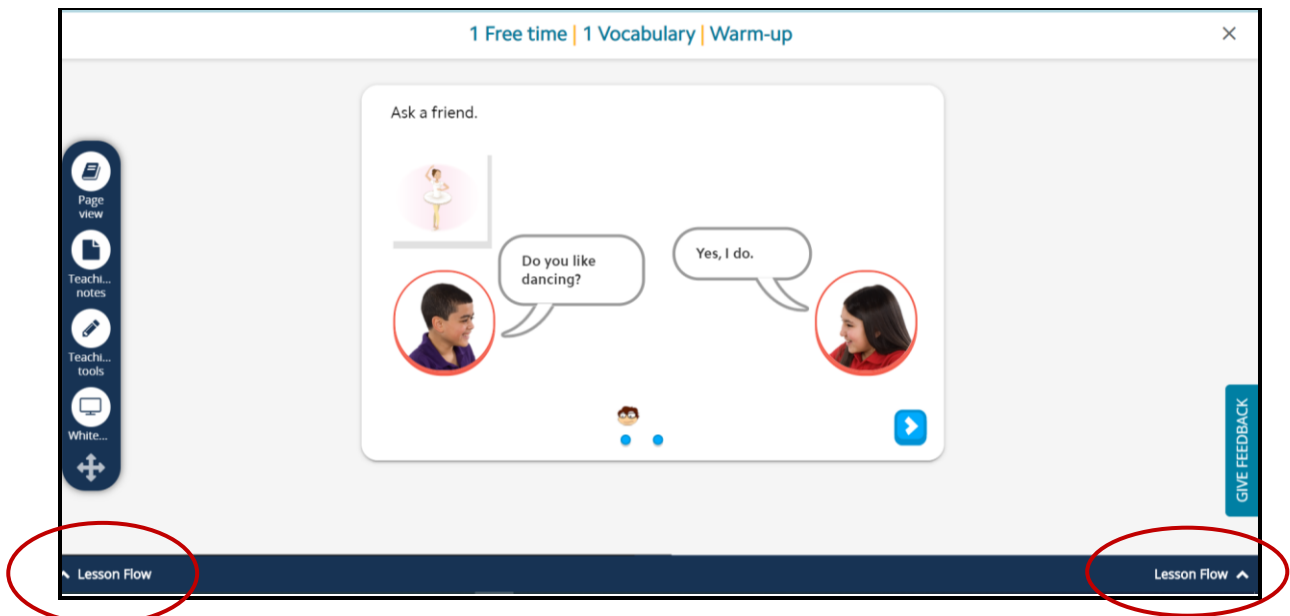 1 Free time | 1 Vocabulary | Warm-up
Ask a friend.
Page
view
Teachi...
notes
Teachi...
tools
White...
Do you like
dancing?
Yes, I do.
GIVE FEEDBACK
Lesson Flow
Lesson Flow